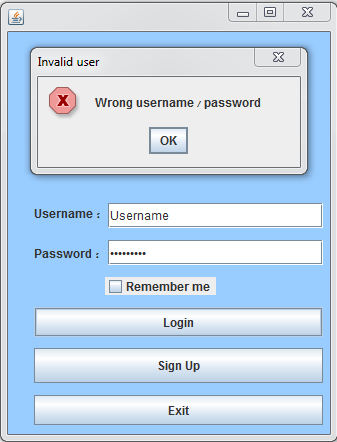 Invalid user
Wrong username / password
OK
Username :
Username
Password :
•••••••••
Remember me
Login
Sign Up
Exit